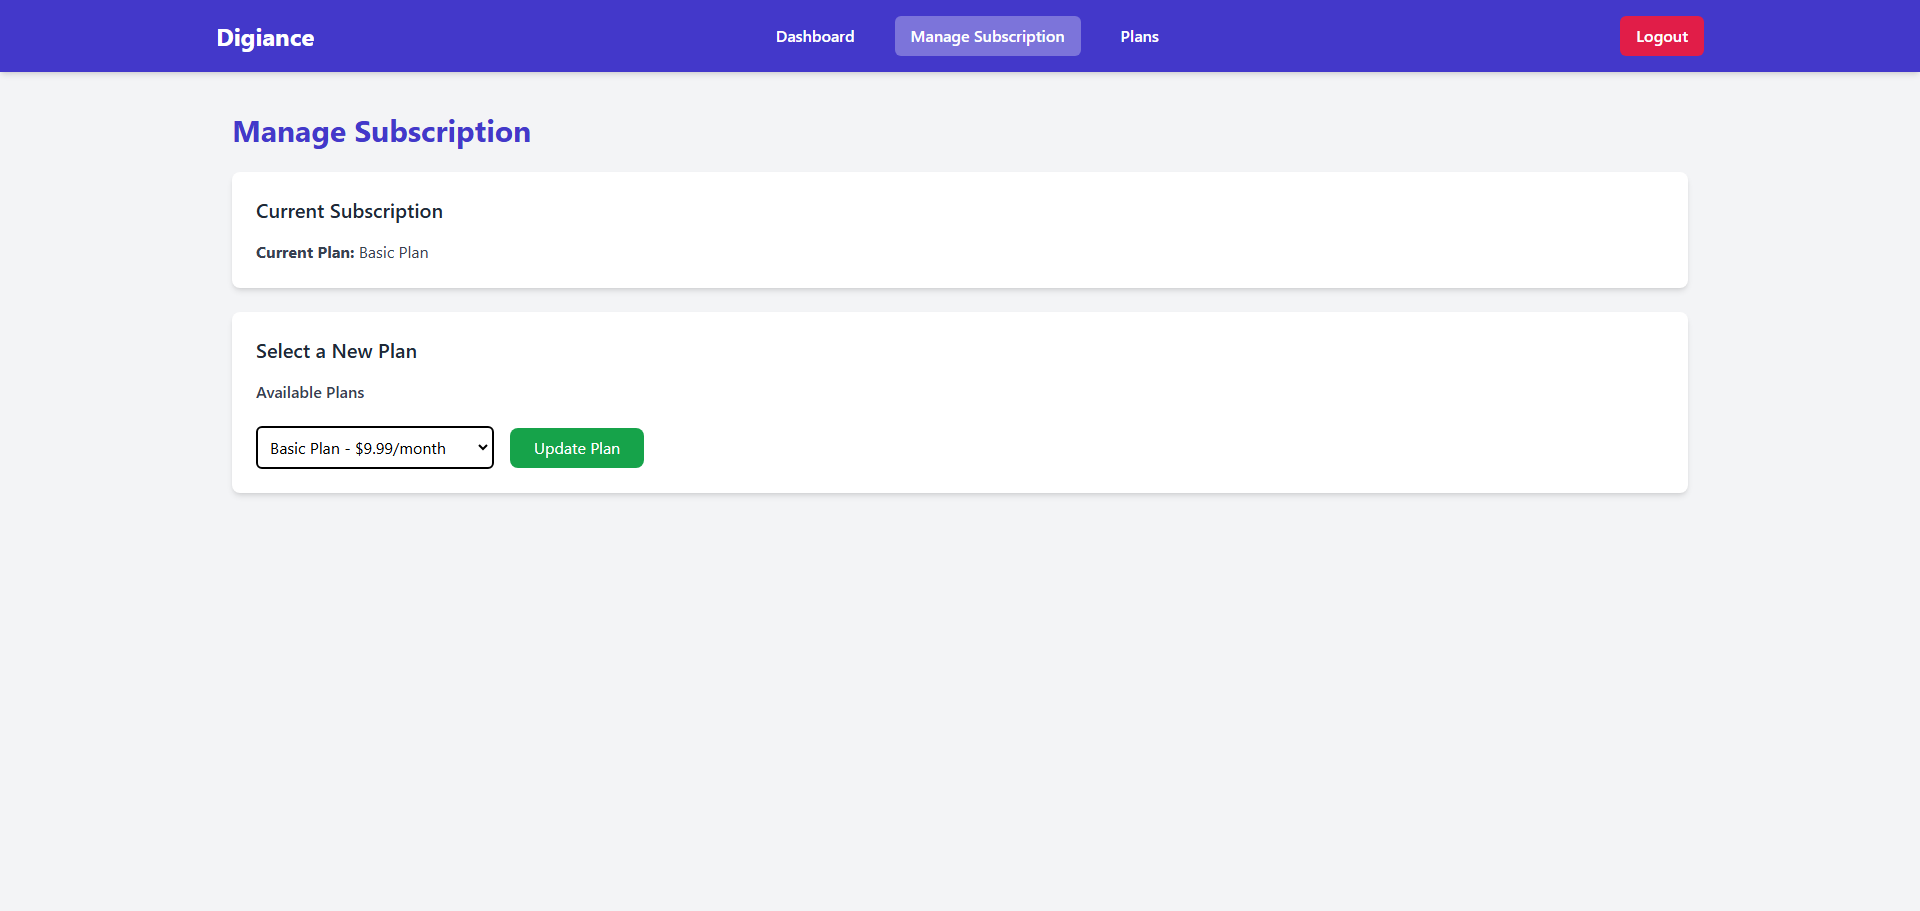 Digiance
Dashboard
Manage Subscription
Plans
Logout
Manage Subscription
Current Subscription
Current Plan: Basic Plan
Select a New Plan
Available Plans
Basic Plan - $9.99/month
Update Plan